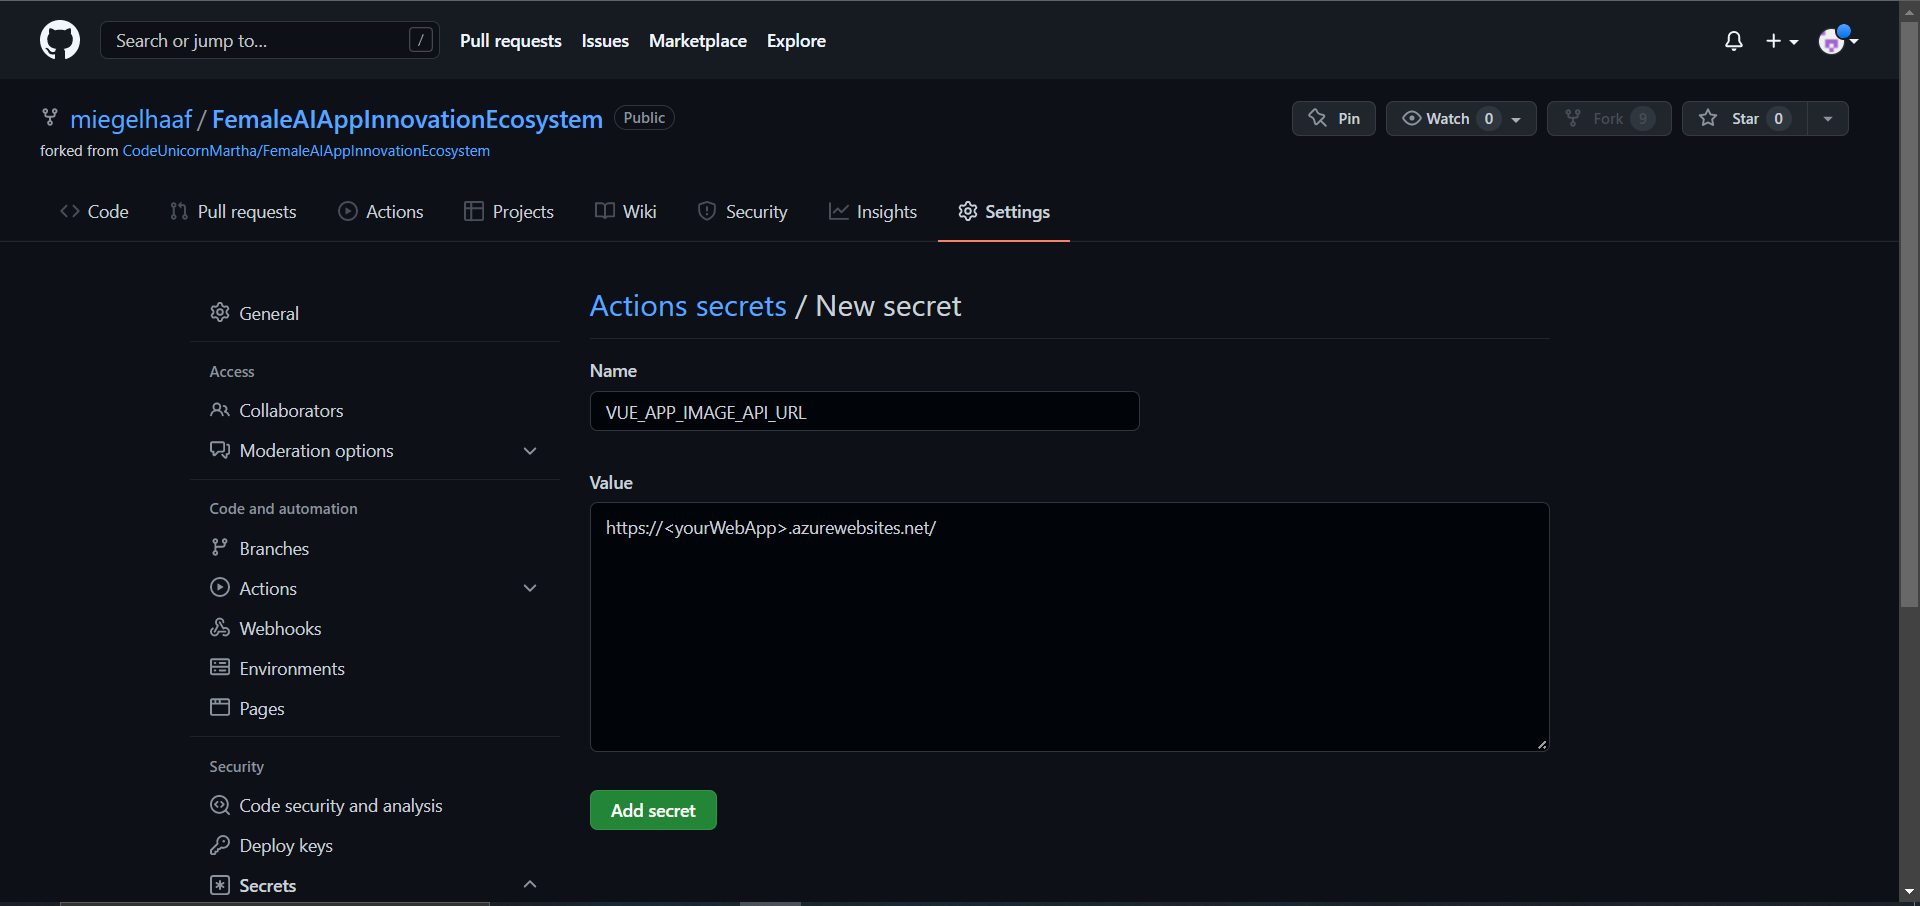 Search or jump to... /
Pull requests Issues Marketplace Explore
miegelhaaf / FemaleAIAppInnovationEcosystem Public
Pin Watch 0 Fork 9 Star 0
forked from CodeUnicornMartha/FemaleAIAppInnovationEcosystem
Code Pull requests Actions Projects Wiki Security Insights Settings
General
Access
Collaborators
Moderation options
Code and automation
Branches
Actions
Webhooks
Environments
Pages
Security
Code security and analysis
Deploy keys
Secrets
Actions secrets / New secret
Name
VUE_APP_IMAGE_API_URL
Value
https://<yourWebApp>.azurewebsites.net/
Add secret